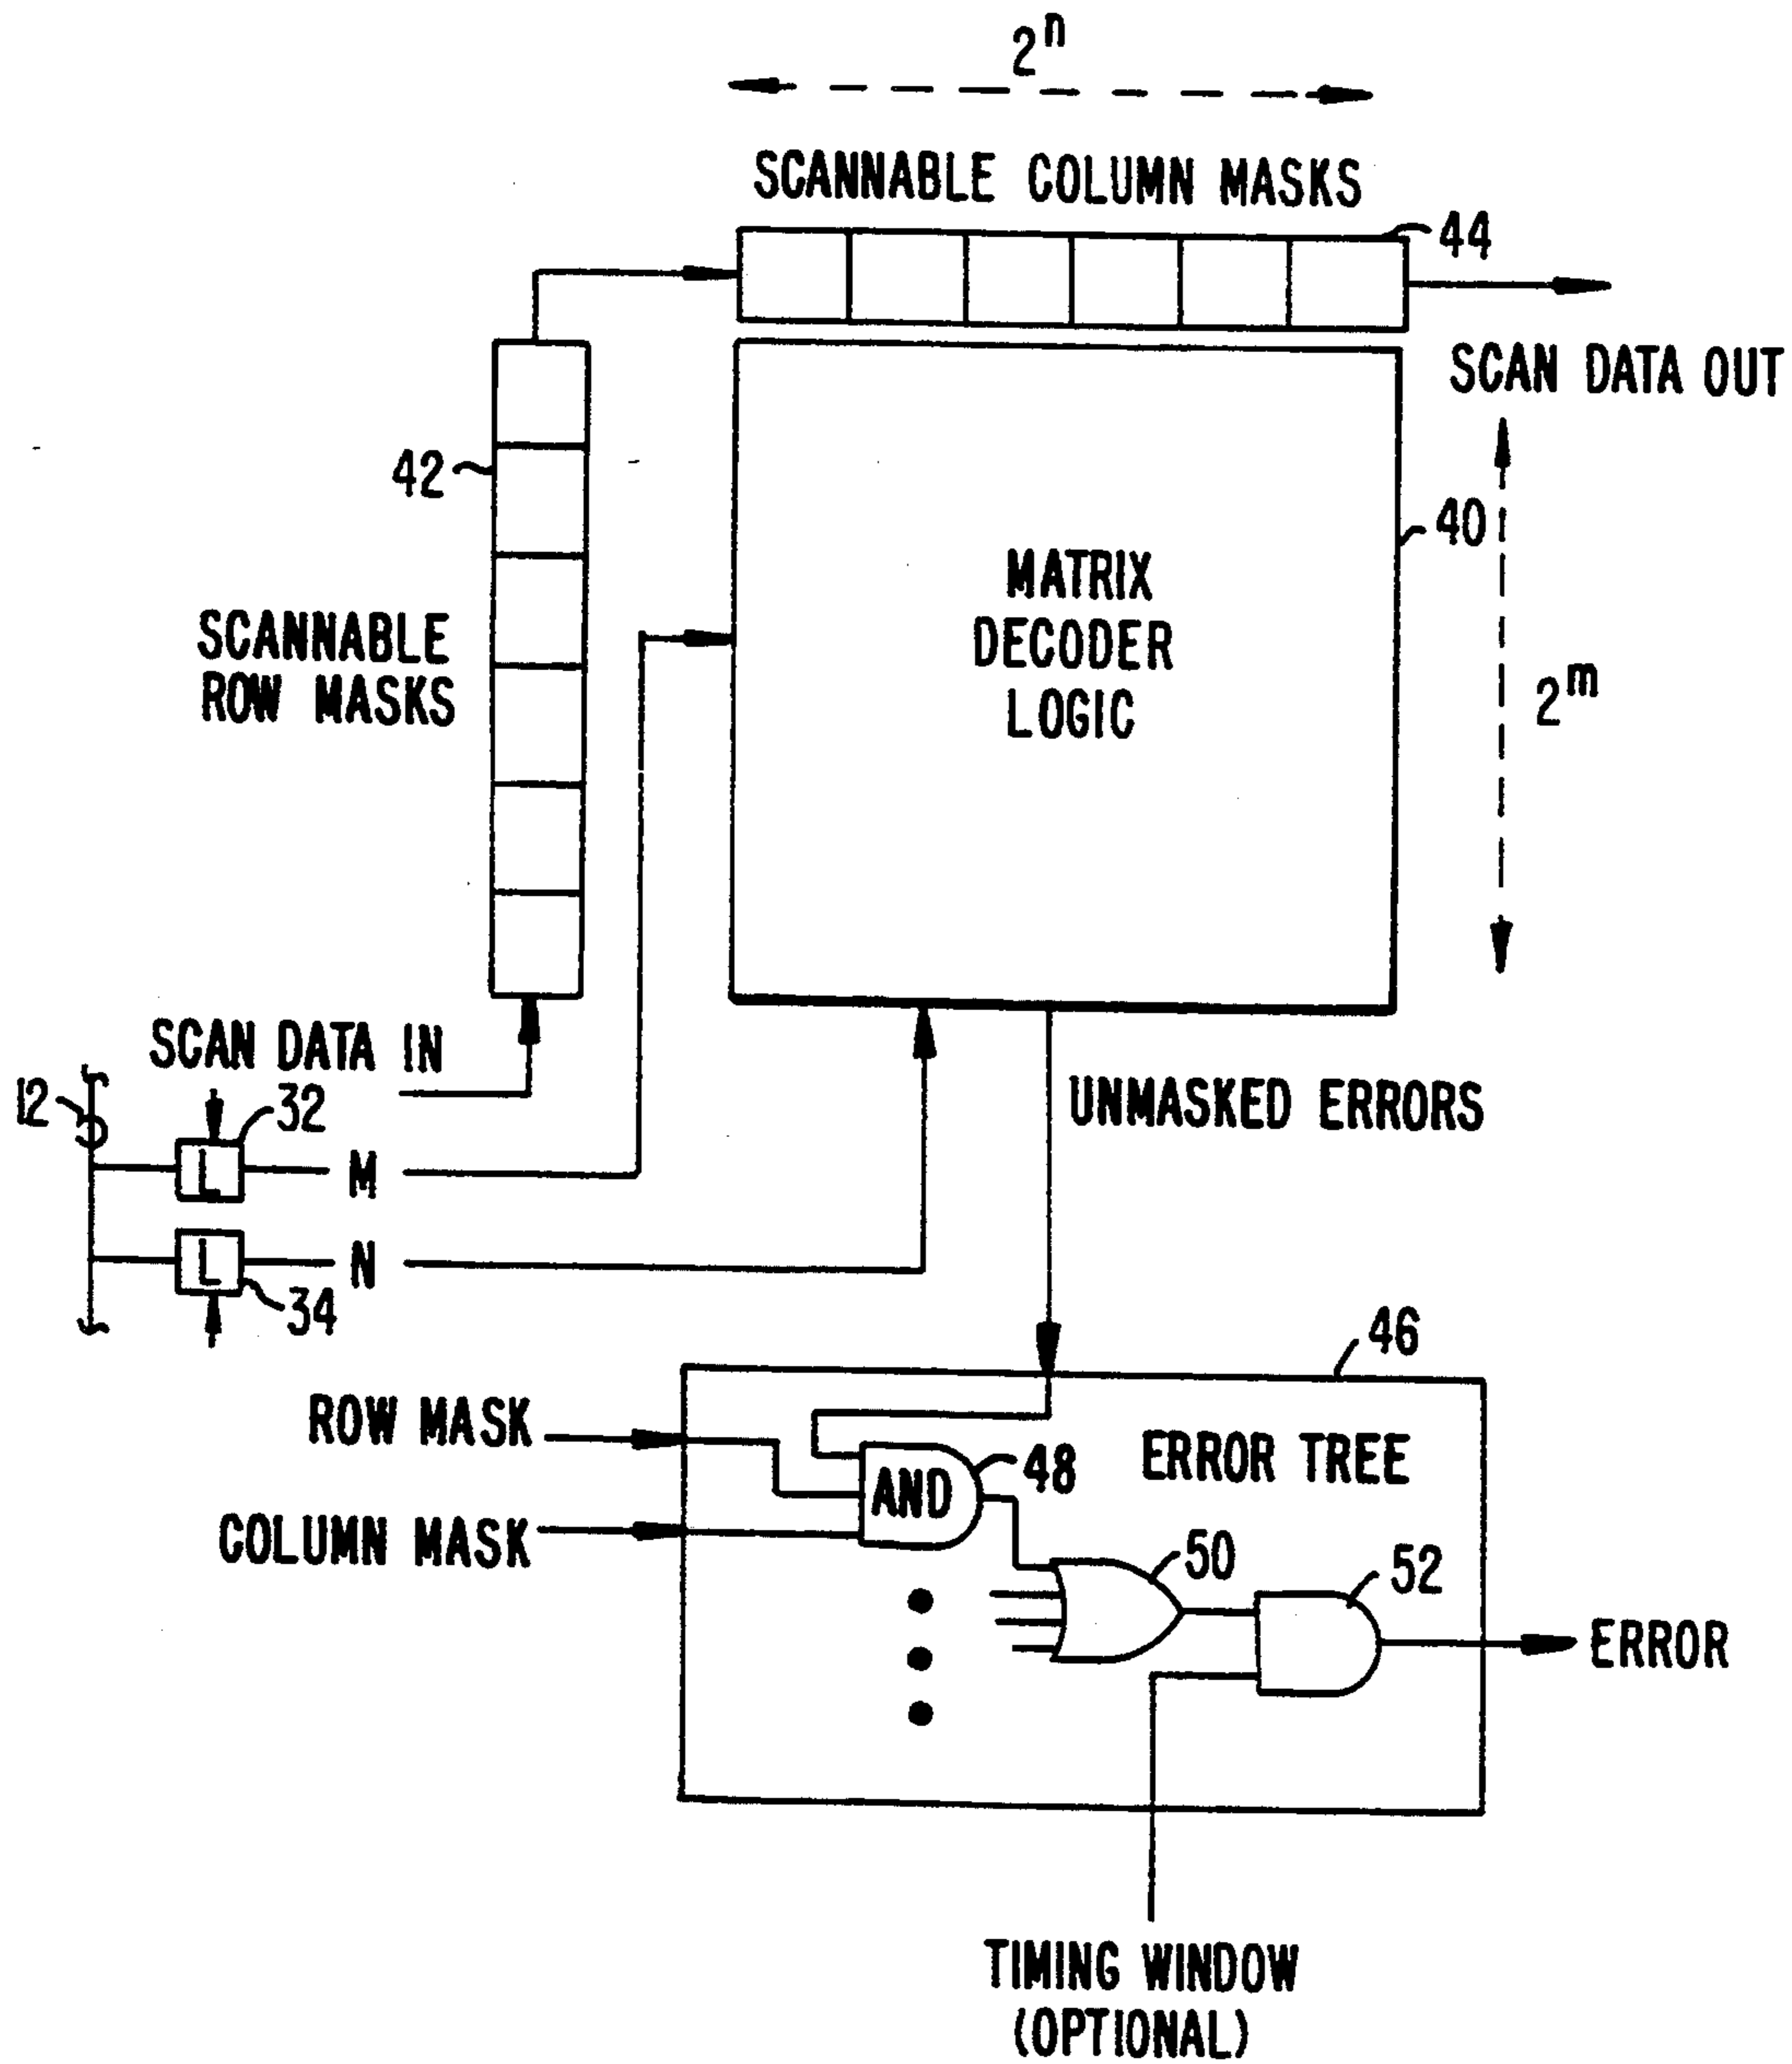 2ⁿ
SCANNABLE COLUMN MASKS
44
SCAN DATA OUT
42
40
MATRIX
DECODER
LOGIC
SCANNABLE
ROW MASKS
2ᵐ
SCAN DATA IN
12
32
L
M
UNMASKED ERRORS
L
N
34
46
ROW MASK
ERROR TREE
AND
48
COLUMN MASK
50
52
ERROR
TIMING WINDOW
(OPTIONAL)